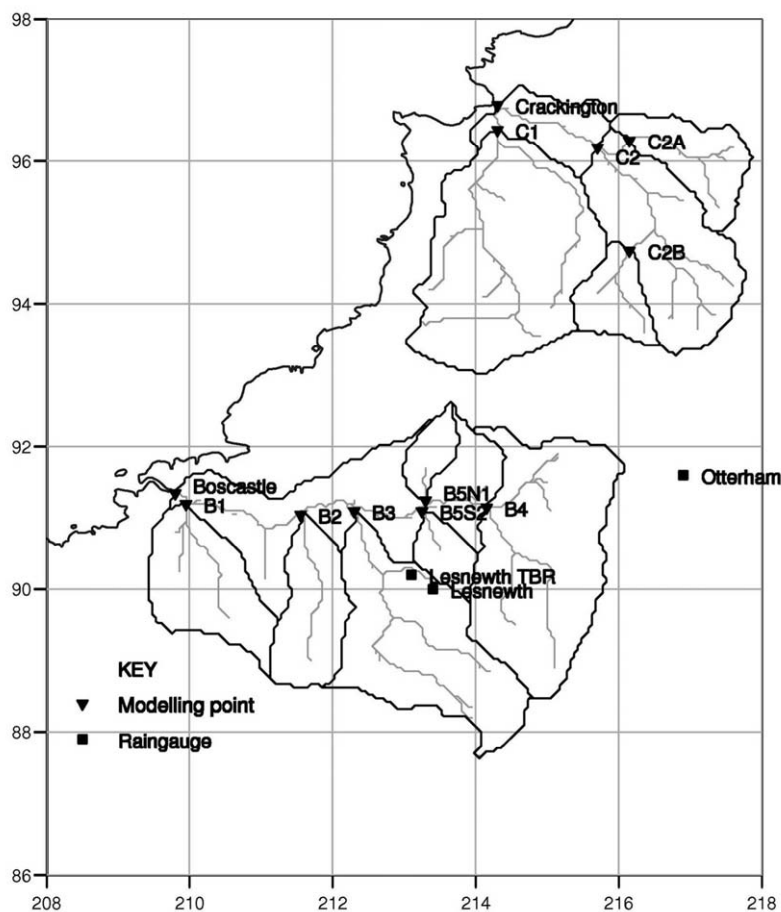 98
Crackington
C1
C2A
96
C2
C2B
94
92
Otterham
Boscastle
B5N1
B1
B2
B3
B5S2
B4
Lesnewth TBR
90
Lesnewth
KEY
Modelling point
88
Raingauge
86
208
210
212
214
216
218